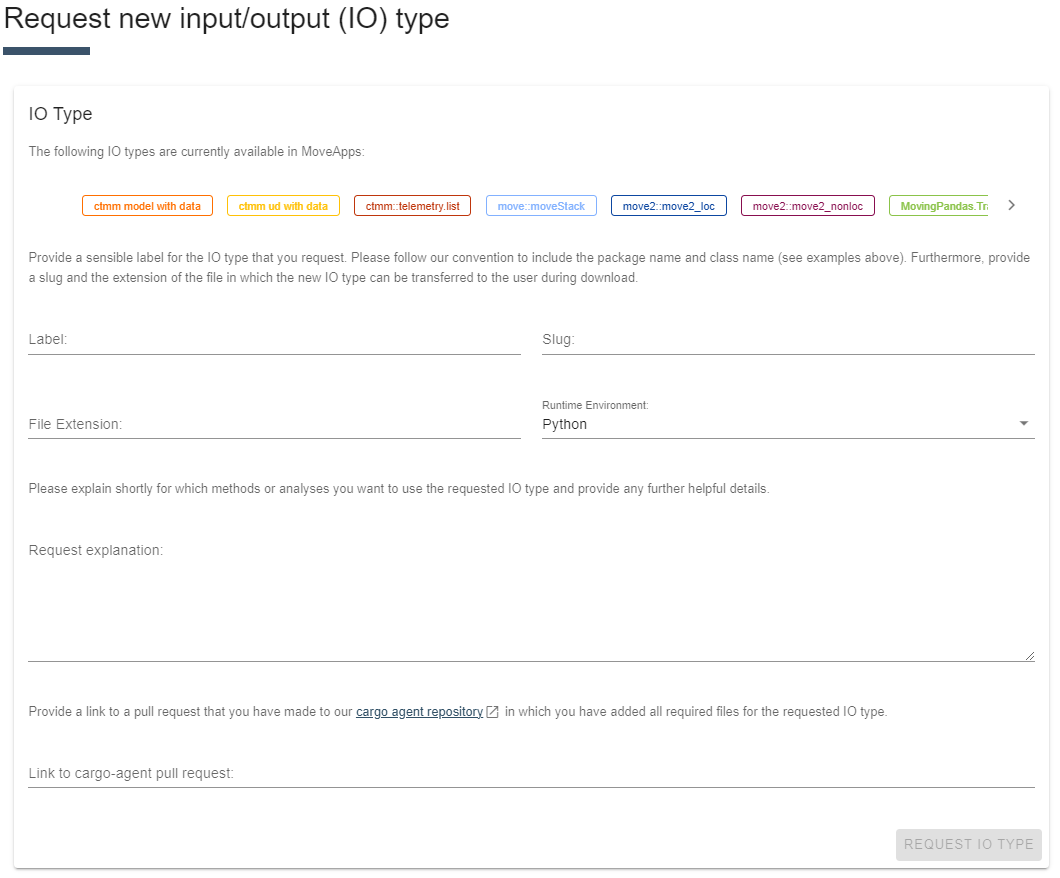 Request new input/output (IO) type
IO Type
The following IO types are currently available in MoveApps:
ctmm model with data
ctmm ud with data
ctmm::telemetry.list
move::moveStack
move2::move2_loc
move2::move2_nonloc
MovingPandas.Tra
Provide a sensible label for the IO type that you request. Please follow our convention to include the package name and class name (see examples above). Furthermore, provide
a slug and the extension of the file in which the new IO type can be transferred to the user during download.
Label:
Slug:
File Extension:
Runtime Environment:
Python
Please explain shortly for which methods or analyses you want to use the requested IO type and provide any further helpful details.
Request explanation:
Provide a link to a pull request that you have made to our cargo agent repository in which you have added all required files for the requested IO type.
Link to cargo-agent pull request:
REQUEST IO TYPE